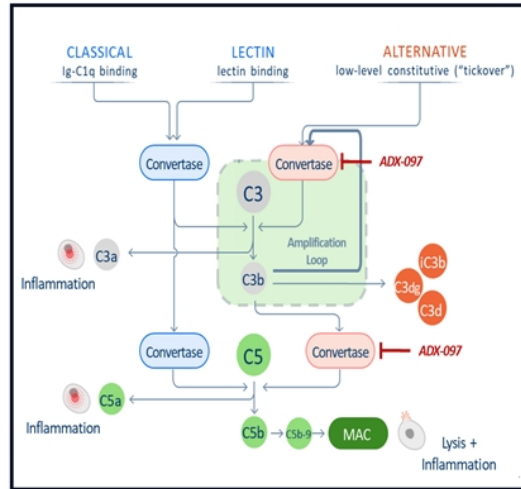 CLASSICAL
Ig-C1q binding
LECTIN
lectin binding
ALTERNATIVE
low-level constitutive ("tickover")
Convertase
Convertase
ADX-097
C3
Amplification
Loop
C3a
Inflammation
C3b
iC3b
C3dg
C3d
Convertase
C5
Convertase
ADX-097
C5a
Inflammation
C5b
C5b-9
MAC
Lysis +
Inflammation